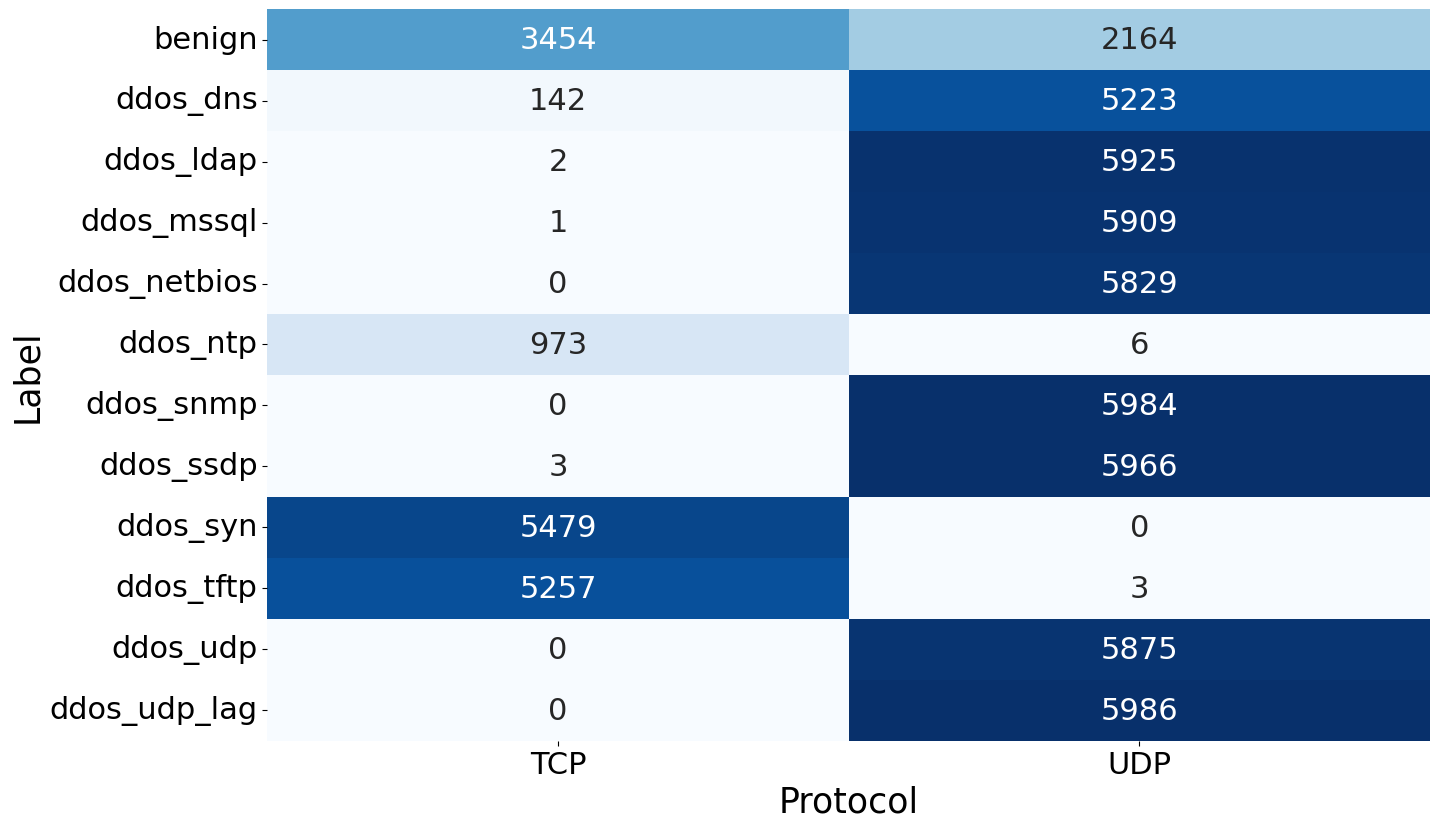 benign 3454 2164
ddos_dns 142 5223
ddos_ldap 2 5925
ddos_mssql 1 5909
ddos_netbios 0 5829
ddos_ntp 973 6
ddos_snmp 0 5984
ddos_ssdp 3 5966
ddos_syn 5479 0
ddos_tftp 5257 3
ddos_udp 0 5875
ddos_udp_lag 0 5986
Label
TCP UDP
Protocol